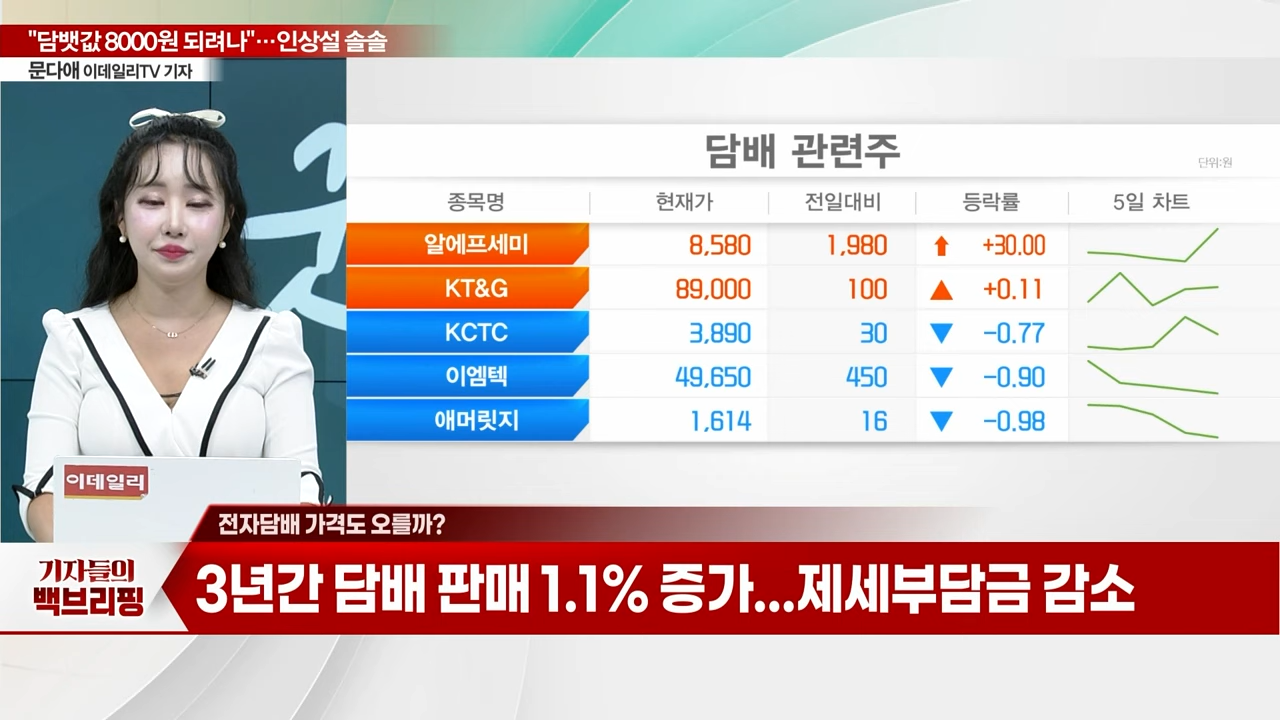 "담뱃값 8000원 되려나"…인상설 솔솔
문다애 이데일리TV 기자
담배 관련주
단위:원
종목명 현재가 전일대비 등락률 5일 차트
알에프세미 8,580 1,980 +30.00
KT&G 89,000 100 ▲ +0.11
KCTC 3,890 30 ▼ -0.77
이엠텍 49,650 450 ▼ -0.90
애머릿지 1,614 16 ▼ -0.98
이데일리
전자담배 가격도 오를까?
기자들의
백브리핑
3년간 담배 판매 1.1% 증가...제세부담금 감소